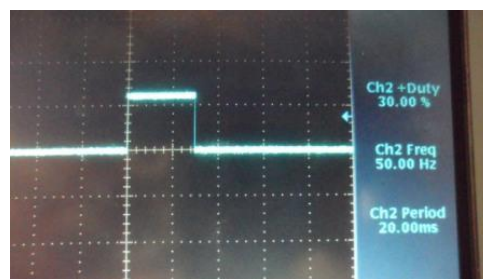 Ch2 +Duty
30.00 %
Ch2 Freq
50.00 Hz
Ch2 Period
20.00ms